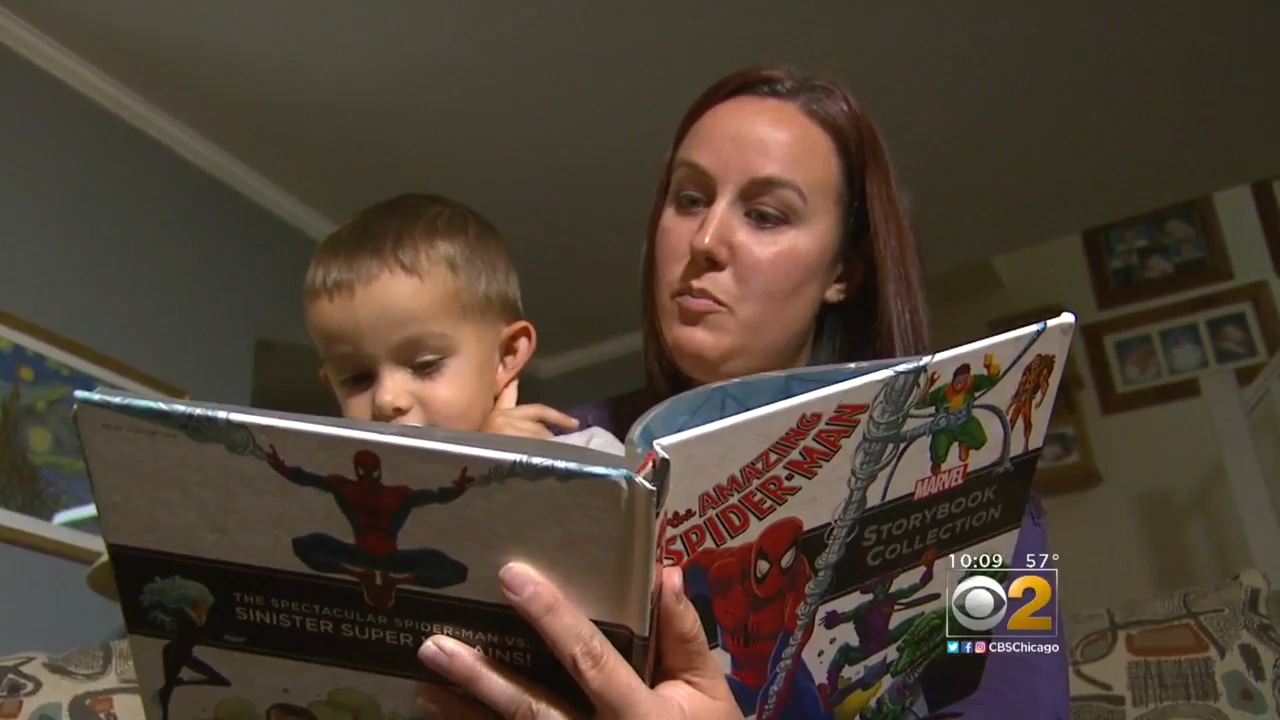 THE SPECTACULAR SPIDER-MAN VS.
SINISTER SUPER
The AMAZING
SPIDER-MAN
MARVEL
STORYBOOK
COLLECTION
10:09 57°
2
CBSChicago